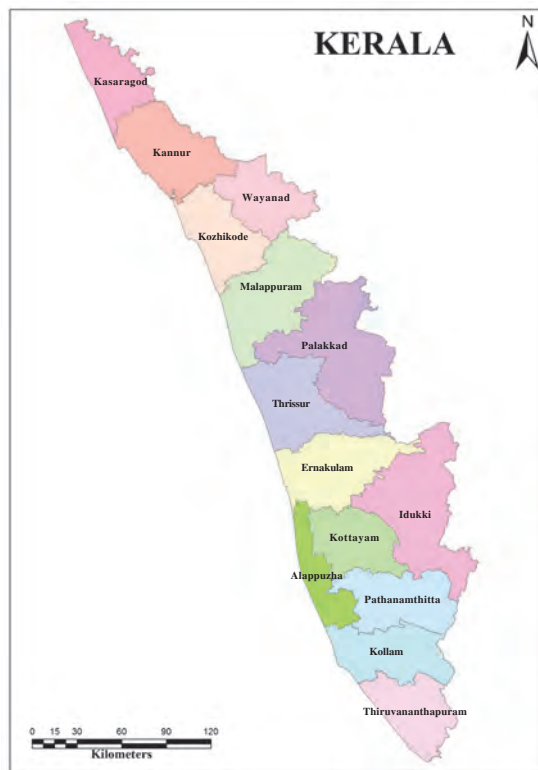 KERALA
N
Kasaragod
Kannur
Wayanad
Kozhikode
Malappuram
Palakkad
Thrissur
Ernakulam
Idukki
Kottayam
Alappuzha
Pathanamthitta
Kollam
Thiruvananthapuram
0 15 30 60 90 120
Kilometers